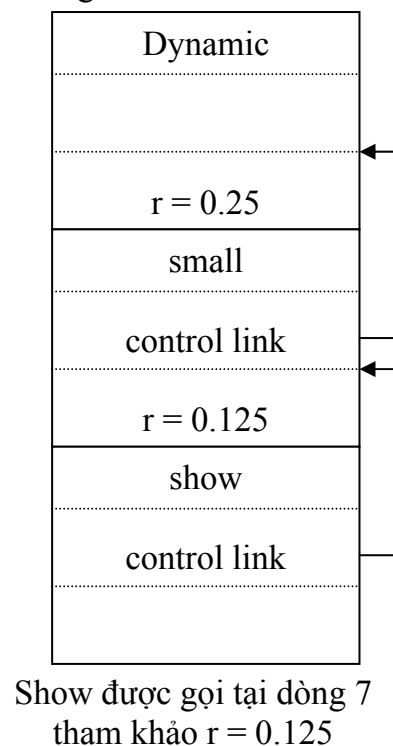 Dynamic
r = 0.25
small
control link
r = 0.125
show
control link
Show được gọi tại dòng 7
tham khảo r = 0.125